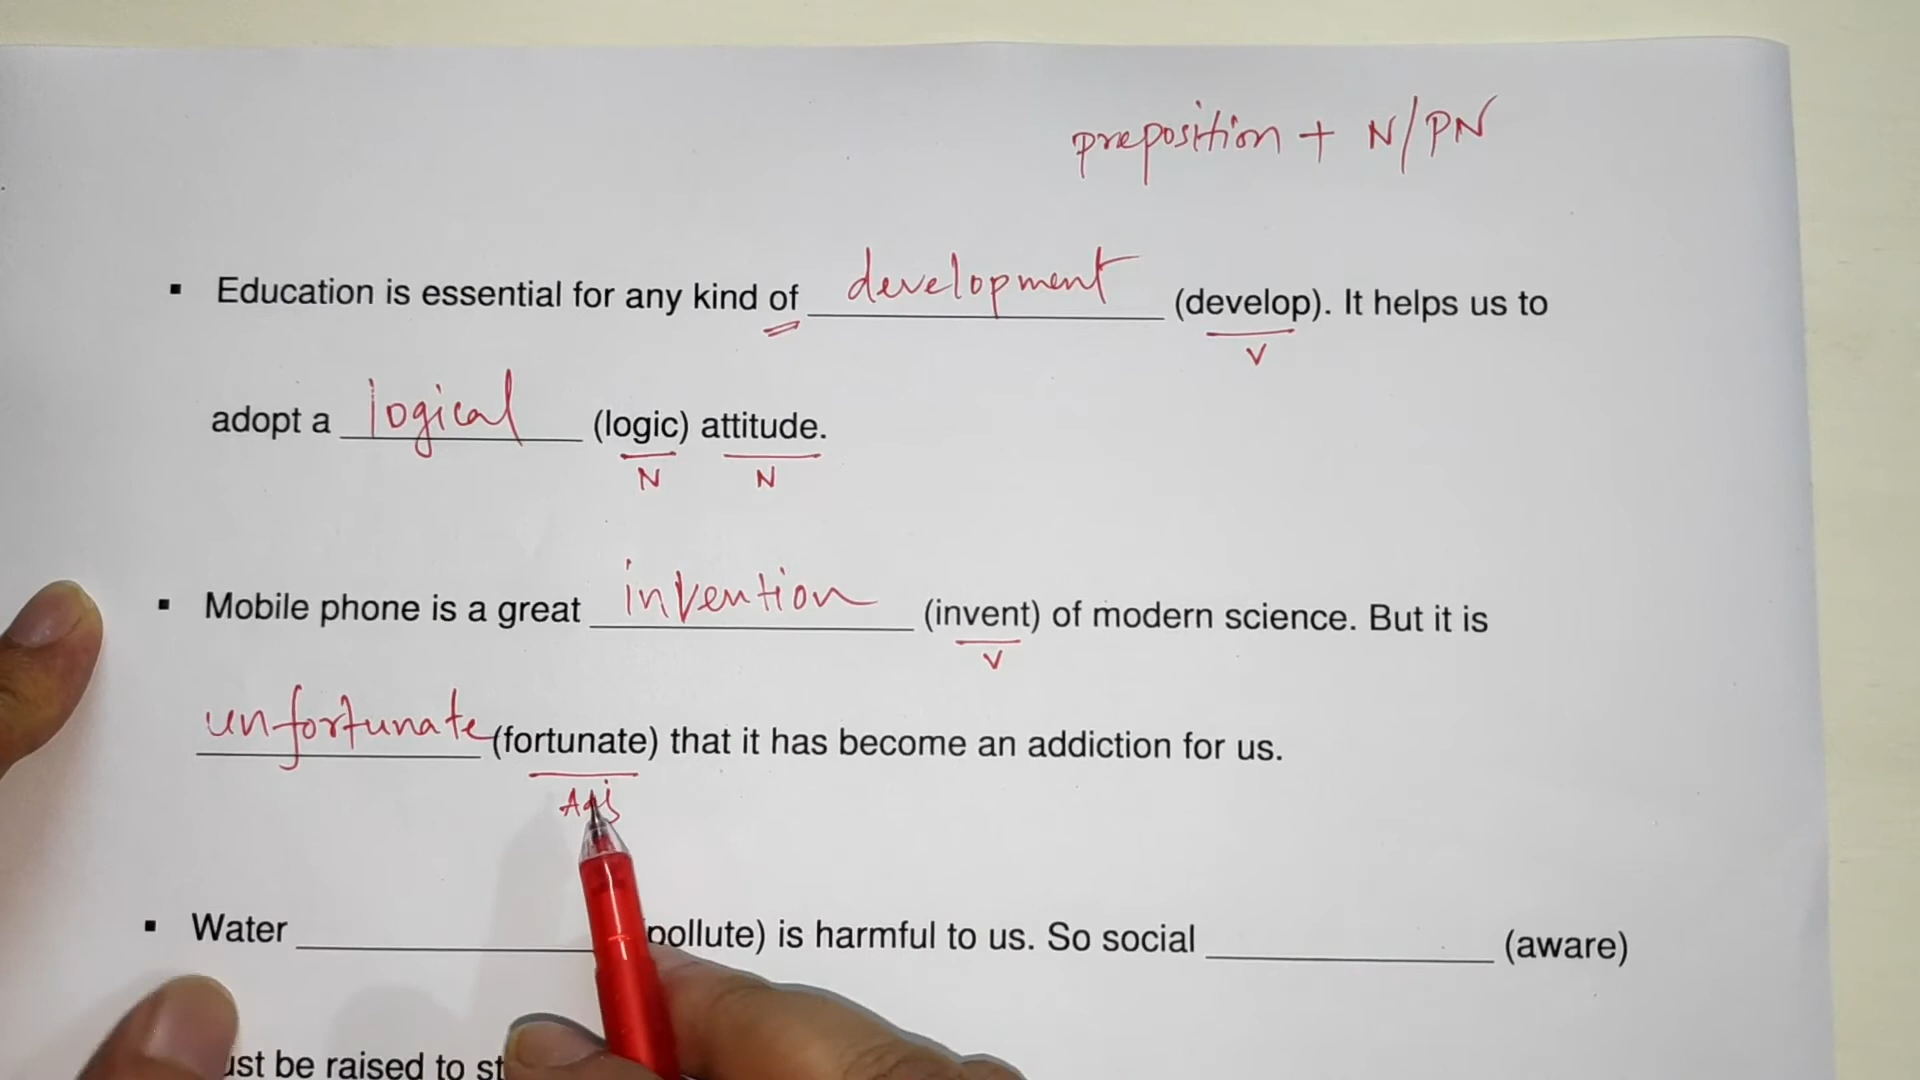 preposition + N/PN
▪ Education is essential for any kind of development (develop). It helps us to
V
adopt a logical (logic) attitude.
N N
▪ Mobile phone is a great invention (invent) of modern science. But it is
V
unfortunate (fortunate) that it has become an addiction for us.
Adj
▪ Water ____ pollute) is harmful to us. So social ____ (aware)
be raised to